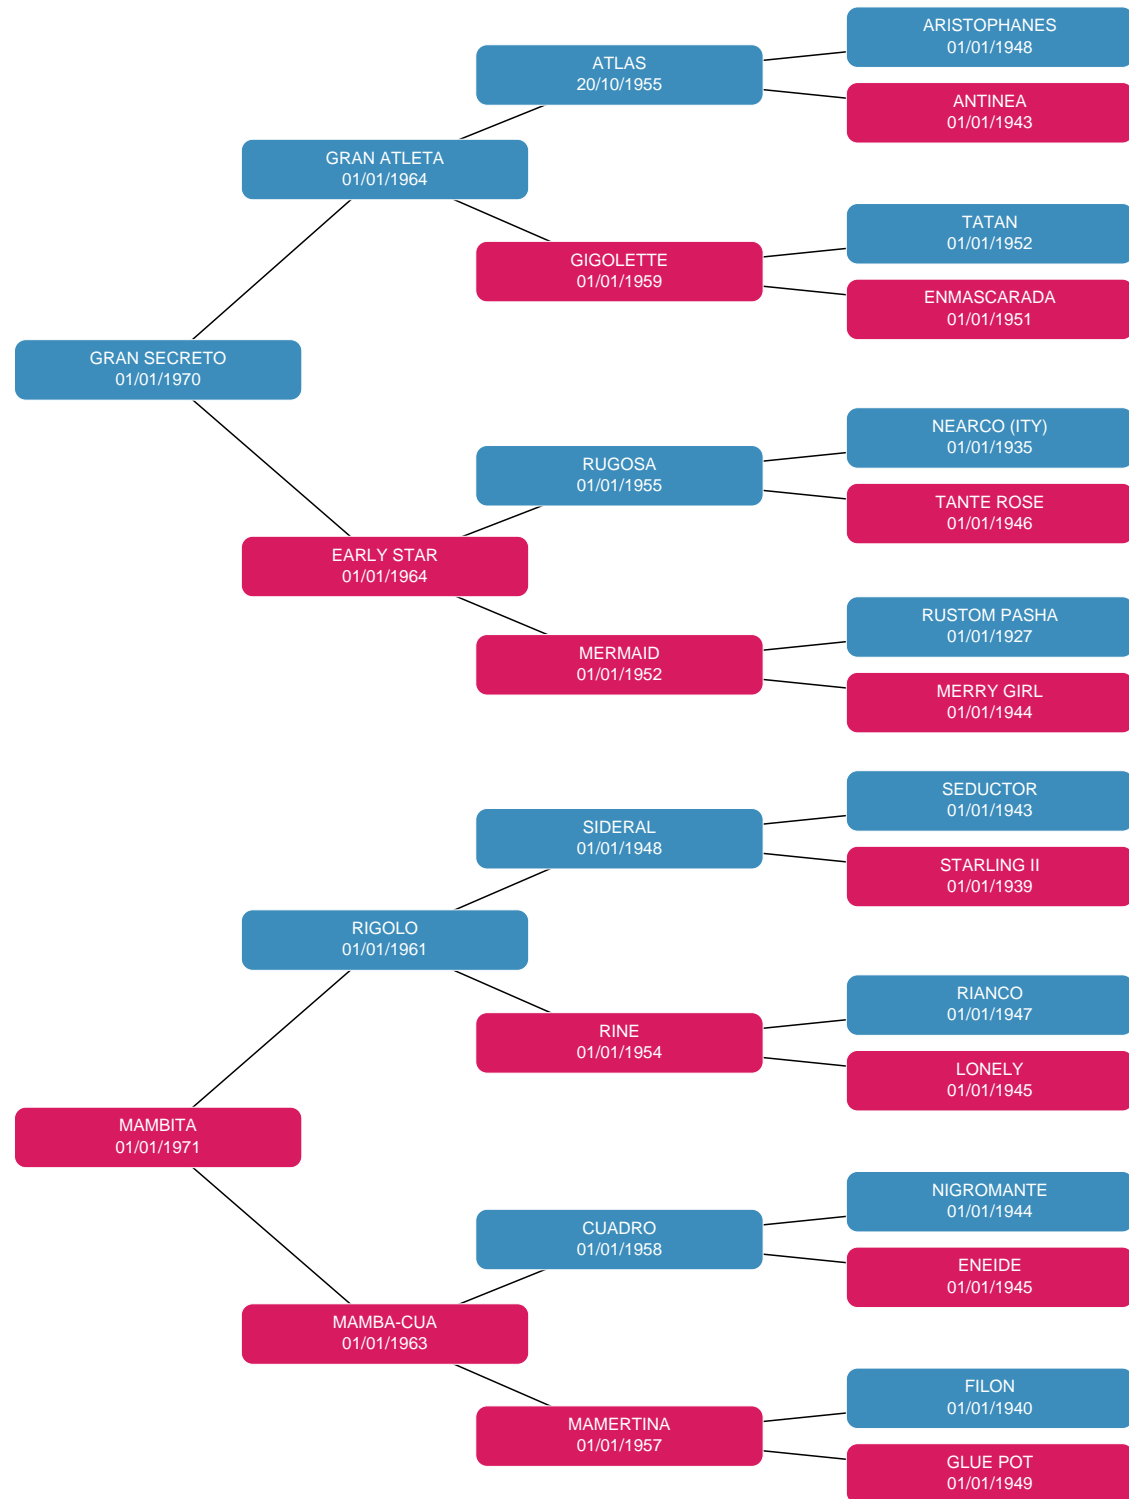 ARISTOPHANES
01/01/1948
ATLAS
20/10/1955
ANTINEA
01/01/1943
GRAN ATLETA
01/01/1964
TATAN
01/01/1952
GIGOLETTE
01/01/1959
ENMASCARADA
01/01/1951
GRAN SECRETO
01/01/1970
NEARCO (ITY)
01/01/1935
RUGOSA
01/01/1955
TANTE ROSE
01/01/1946
EARLY STAR
01/01/1964
RUSTOM PASHA
01/01/1927
MERMAID
01/01/1952
MERRY GIRL
01/01/1944
SEDUCTOR
01/01/1943
SIDERAL
01/01/1948
STARLING II
01/01/1939
RIGOLO
01/01/1961
RIANCO
01/01/1947
RINE
01/01/1954
LONELY
01/01/1945
MAMBITA
01/01/1971
NIGROMANTE
01/01/1944
CUADRO
01/01/1958
ENEIDE
01/01/1945
MAMBA-CUA
01/01/1963
FILON
01/01/1940
MAMERTINA
01/01/1957
GLUE POT
01/01/1949